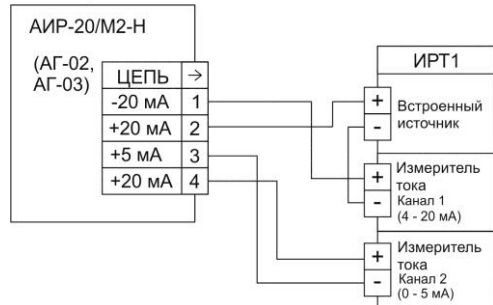 АИР-20/М2-Н
(АГ-02,
АГ-03)
ЦЕПЬ →
-20 мА 1
+20 мА 2
+5 мА 3
+20 мА 4
ИРТ1
+
-
Встроенный
источник
+
-
Измеритель
тока
Канал 1
(4 - 20 мА)
+
-
Измеритель
тока
Канал 2
(0 - 5 мА)